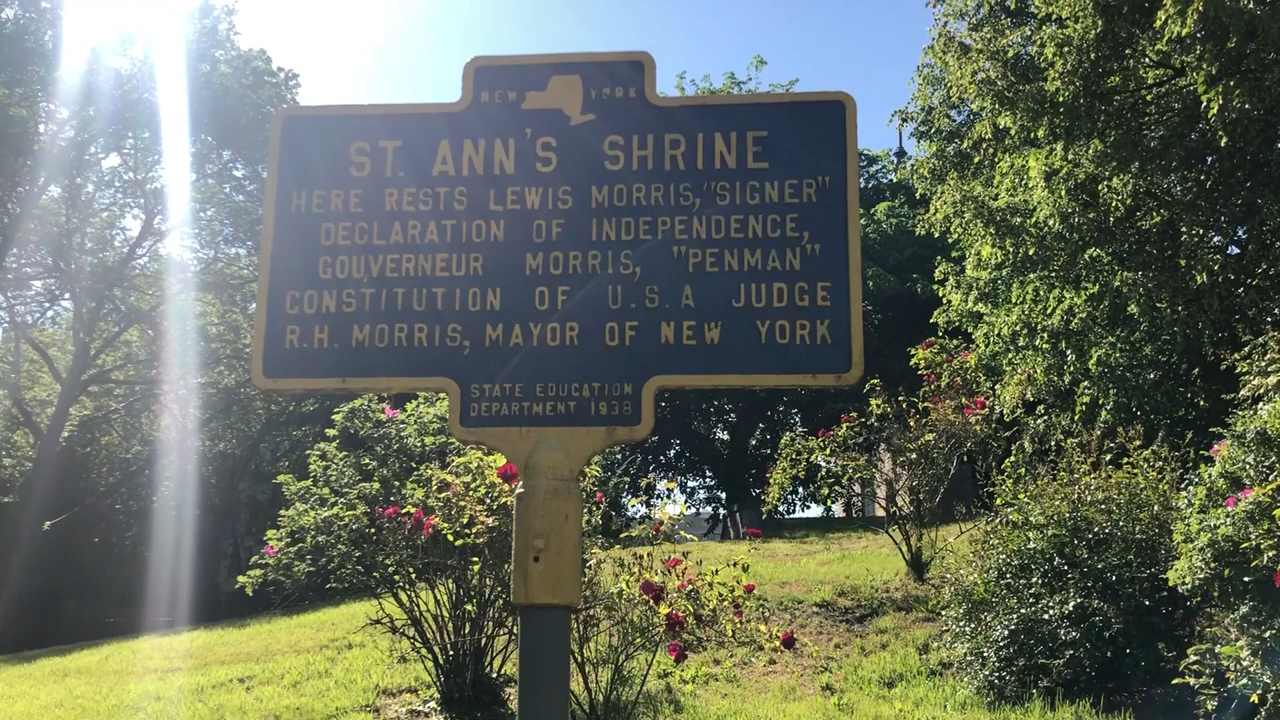 NEW YORK
ST. ANN'S SHRINE
HERE RESTS LEWIS MORRIS, "SIGNER"
DECLARATION OF INDEPENDENCE,
GOUVERNEUR MORRIS, "PENMAN"
CONSTITUTION OF U.S.A JUDGE
R.H. MORRIS, MAYOR OF NEW YORK
STATE EDUCATION
DEPARTMENT 1938